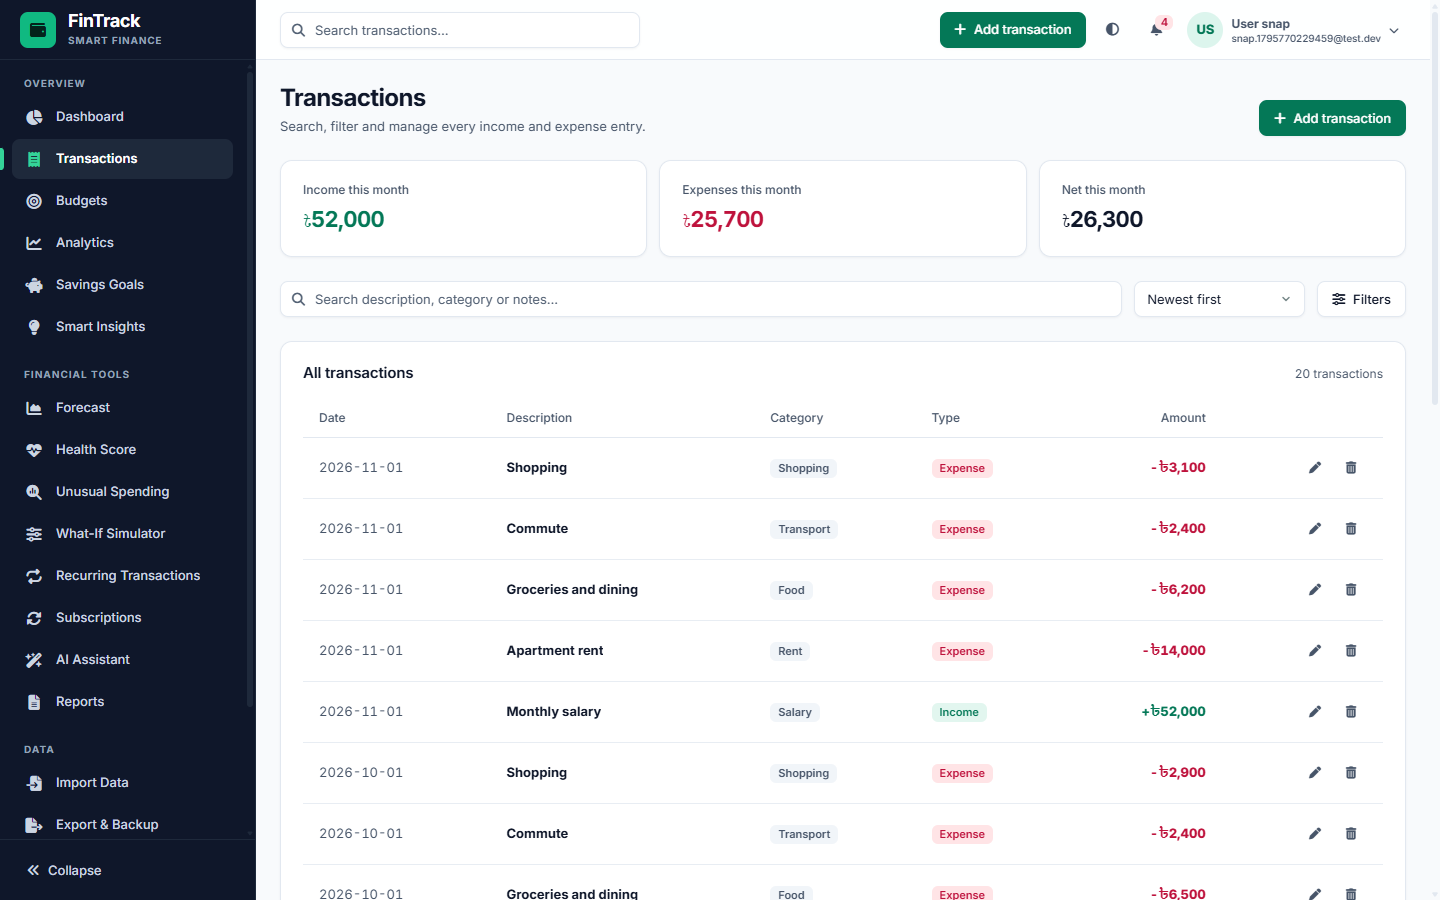 FinTrack
SMART FINANCE
OVERVIEW
Dashboard
Transactions
Budgets
Analytics
Savings Goals
Smart Insights
FINANCIAL TOOLS
Forecast
Health Score
Unusual Spending
What-If Simulator
Recurring Transactions
Subscriptions
AI Assistant
Reports
DATA
Import Data
Export & Backup
Collapse
Search transactions...
Add transaction
4
US
User snap
snap.1795770229459@test.dev
Transactions
Search, filter and manage every income and expense entry.
Add transaction
Income this month
৳52,000
Expenses this month
৳25,700
Net this month
৳26,300
Search description, category or notes...
Newest first
Filters
All transactions
20 transactions
Date Description Category Type Amount
2026-11-01 Shopping Shopping Expense -৳3,100
2026-11-01 Commute Transport Expense -৳2,400
2026-11-01 Groceries and dining Food Expense -৳6,200
2026-11-01 Apartment rent Rent Expense -৳14,000
2026-11-01 Monthly salary Salary Income +৳52,000
2026-10-01 Shopping Shopping Expense -৳2,900
2026-10-01 Commute Transport Expense -৳2,400
2026-10-01 Groceries and dining Food Expense -৳6,500